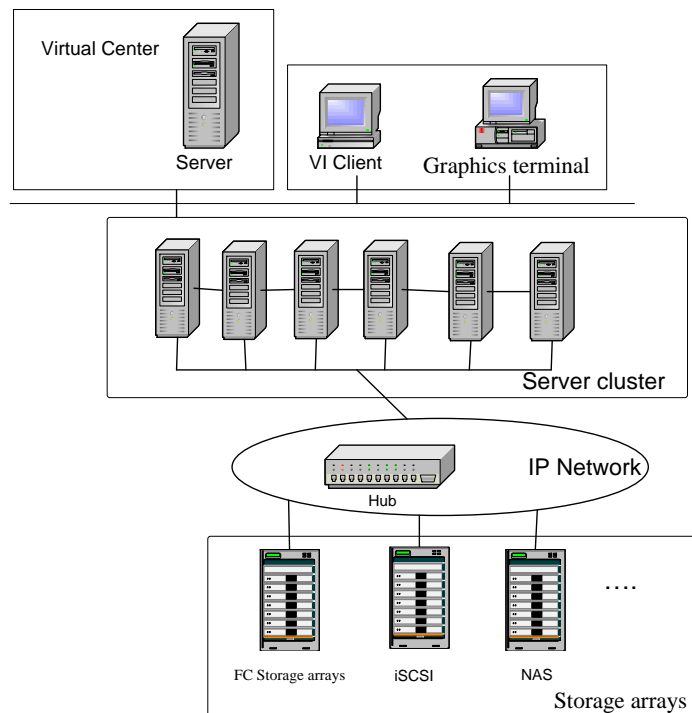 Virtual Center
Server
VI Client
Graphics terminal
Server cluster
IP Network
Hub
FC Storage arrays
iSCSI
NAS
....
Storage arrays